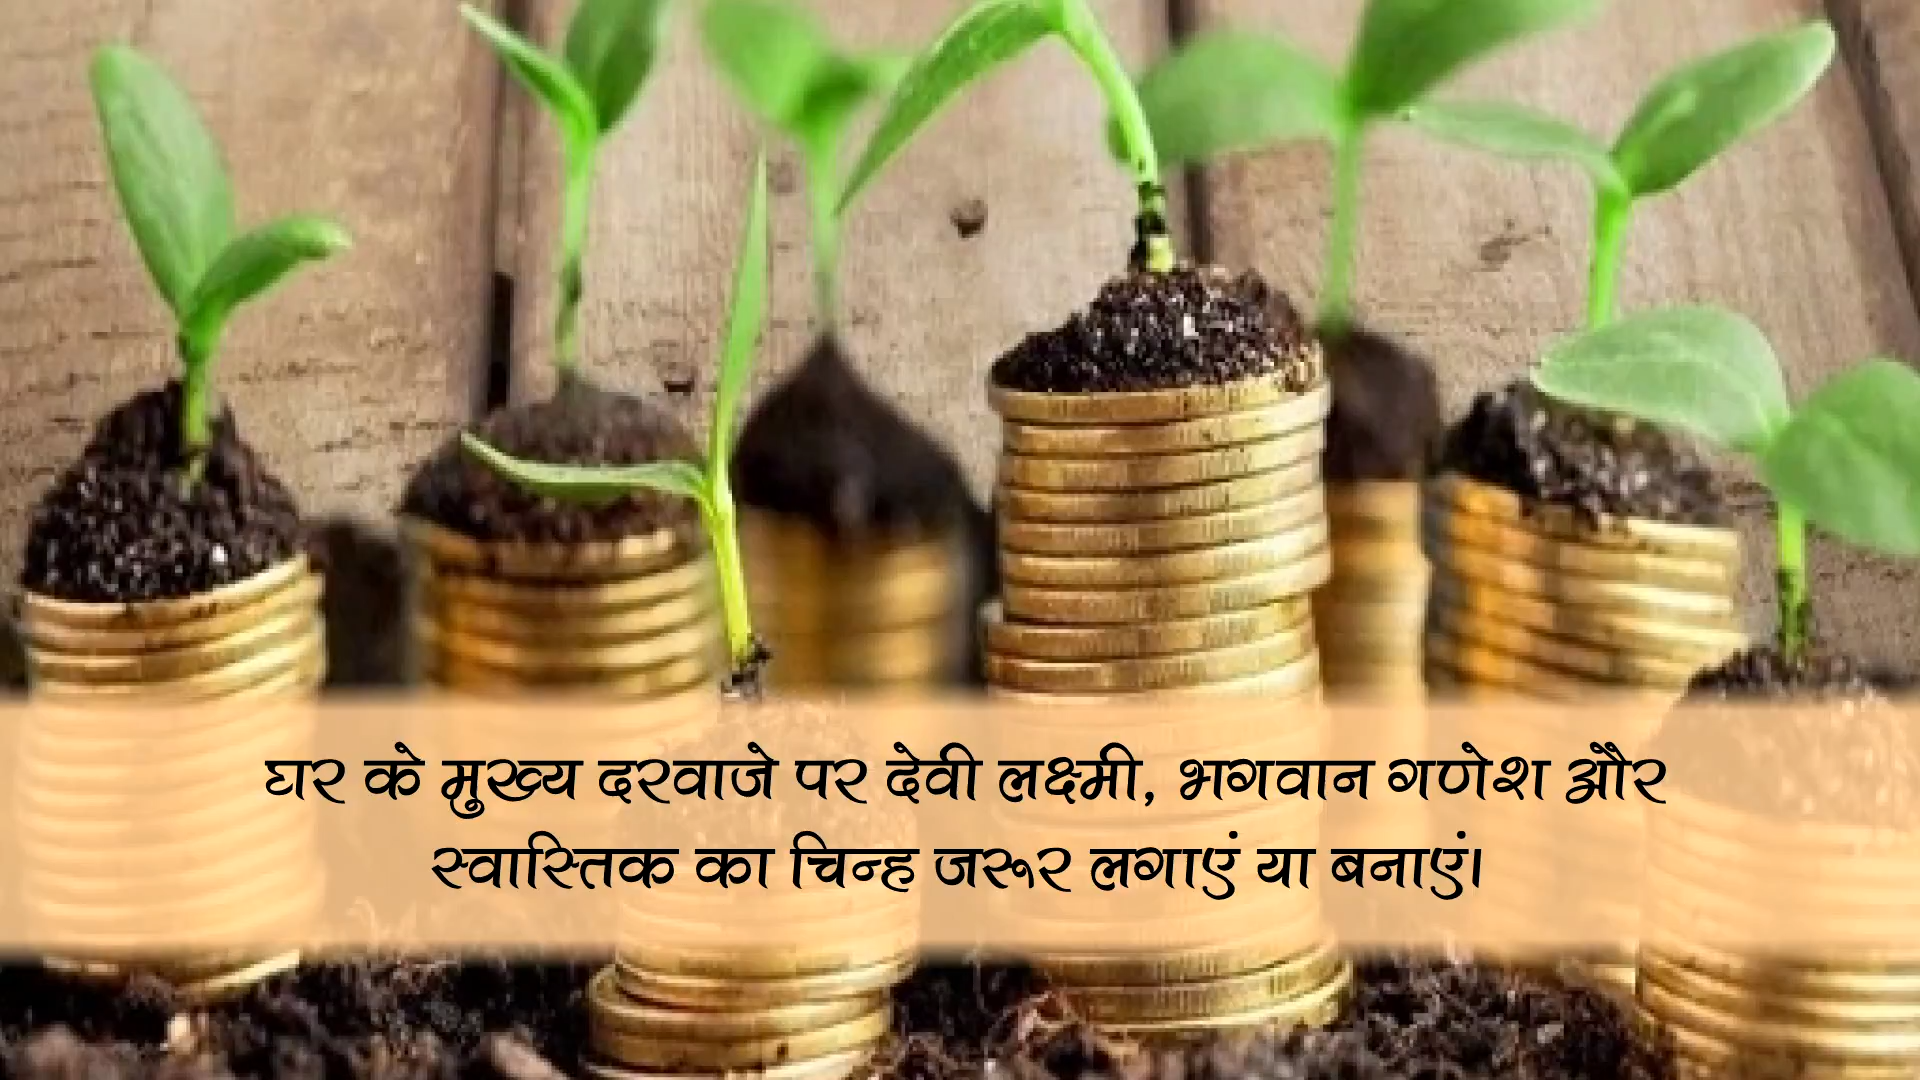 घर के मुख्य दरवाजे पर देवी लक्ष्मी, भगवान गणेश और
स्वास्तिक का चिन्ह जरूर लगाएं या बनाएं।